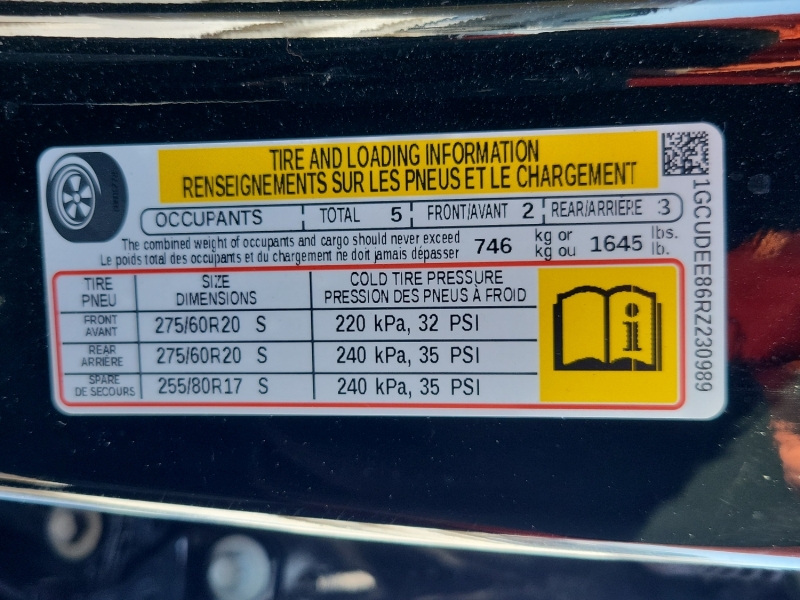 TIRE AND LOADING INFORMATION
RENSEIGNEMENTS SUR LES PNEUS ET LE CHARGEMENT
OCCUPANTS TOTAL 5 FRONT/AVANT 2 REAR/ARRIERE 3
The combined weight of occupants and cargo should never exceed 746 kg or 1645 lbs.
Le poids total des occupants et du chargement ne doit jamais dépasser kg ou lb.
TIRE SIZE COLD TIRE PRESSURE
PNEU DIMENSIONS PRESSION DES PNEUS À FROID
FRONT
AVANT 275/60R20 S 220 kPa, 32 PSI
REAR
ARRIÈRE 275/60R20 S 240 kPa, 35 PSI
SPARE
DE SECOURS 255/80R17 S 240 kPa, 35 PSI
i
1GCUDEE86RZ230989